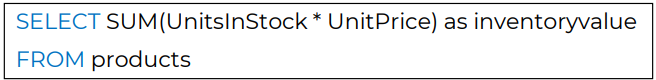 SELECT SUM(UnitsInStock * UnitPrice) as inventoryvalue
FROM products